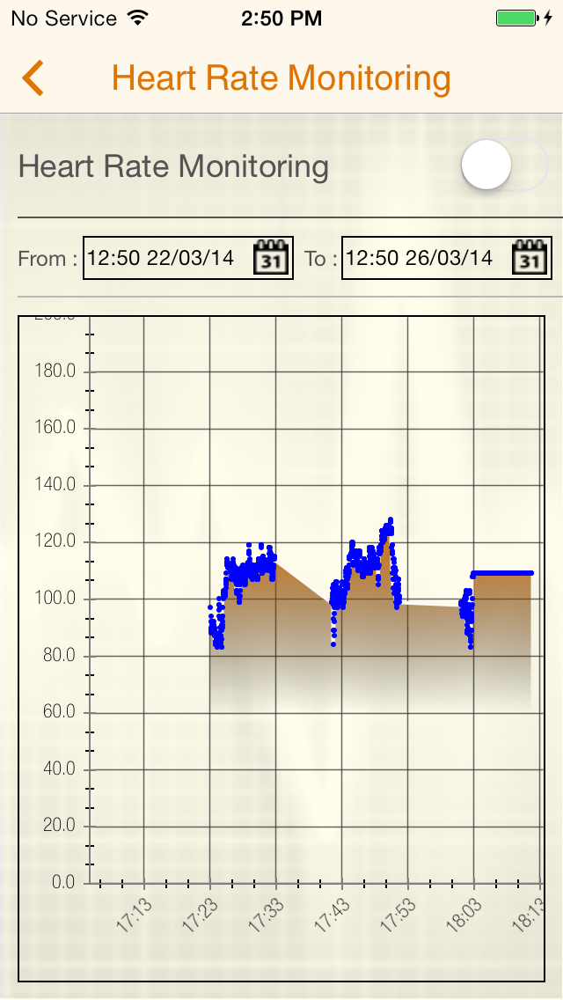 No Service 2:50 PM
Heart Rate Monitoring
Heart Rate Monitoring
From : 12:50 22/03/14 31 To : 12:50 26/03/14 31
200.0
180.0
160.0
140.0
120.0
100.0
80.0
60.0
40.0
20.0
0.0
17:13 17:23 17:33 17:43 17:53 18:03 18:13